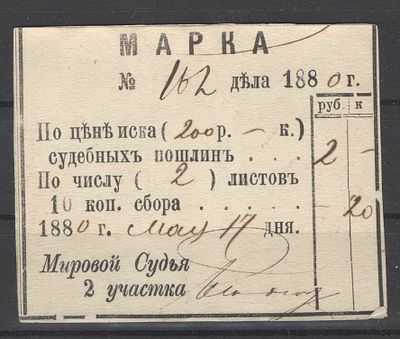 МАРКА
№ 162 дѣла 1880 г.
руб. к
По цѣнѣ иска ( 200 р. – к.)
судебныхъ пошлинъ . . . 2 –
По числу ( 2 ) листовъ
10 коп. сбора . . . . . . – 20
1880 г. Мая 17 дня.
Мировой Судья
2 участка